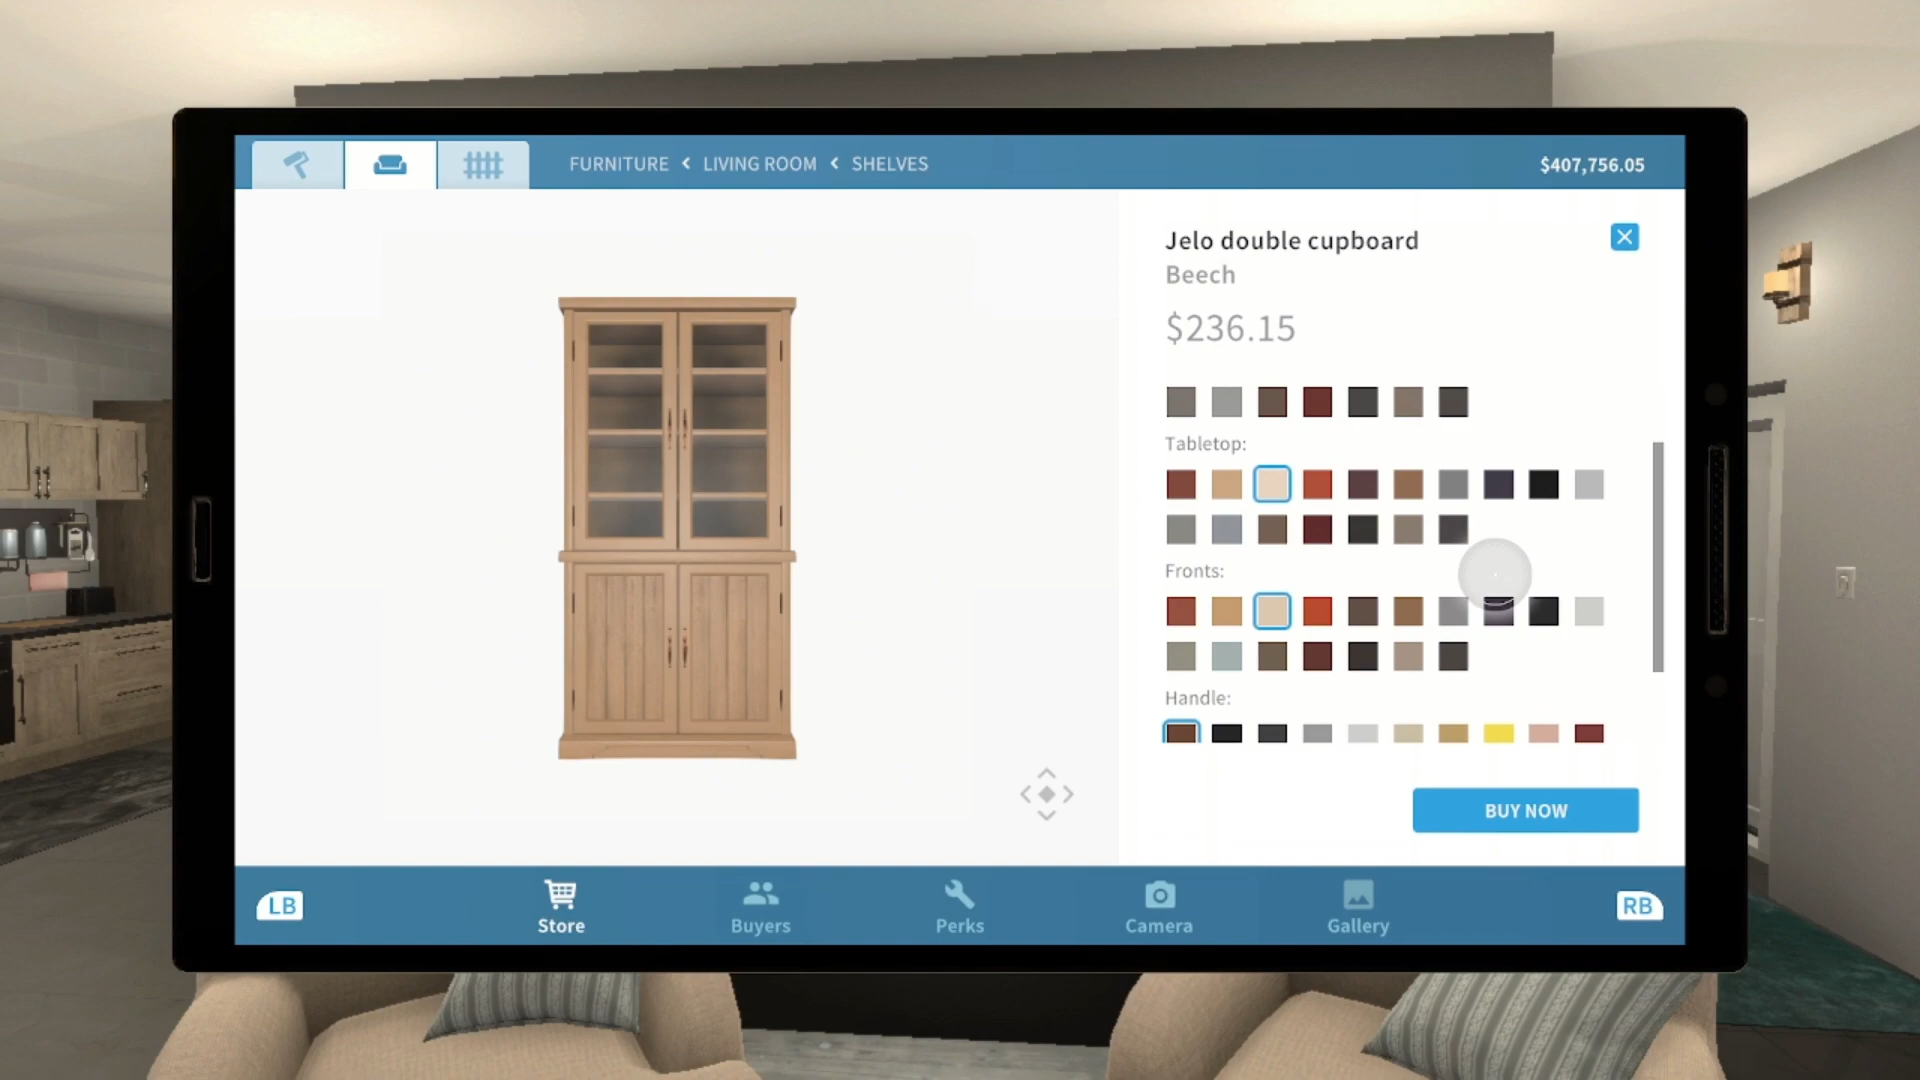 FURNITURE < LIVING ROOM < SHELVES
$407,756.05
Jelo double cupboard
Beech
$236.15
Tabletop:
Fronts:
Handle:
BUY NOW
LB
Store
Buyers
Perks
Camera
Gallery
RB